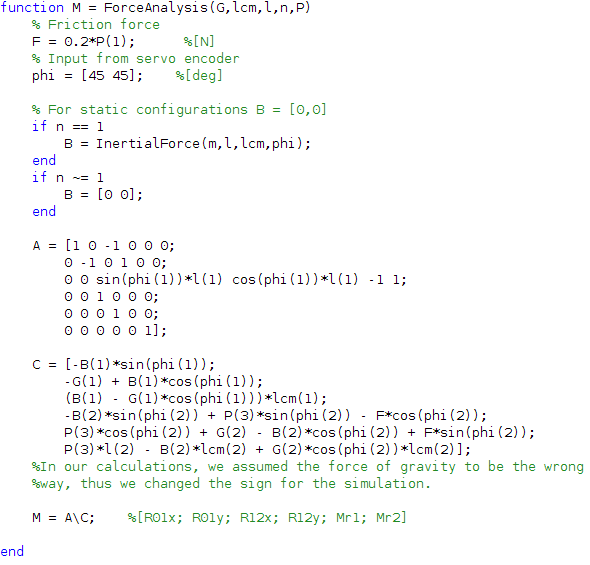 function M = ForceAnalysis(G,lcm,l,n,P)
% Friction force
F = 0.2*P(1); %[N]
% Input from servo encoder
phi = [45 45]; %[deg]
% For static configurations B = [0,0]
if n == 1
B = InertialForce(m,l,lcm,phi);
end
if n ~= 1
B = [0 0];
end
A = [1 0 -1 0 0 0;
0 -1 0 1 0 0;
0 0 sin(phi(1))*l(1) cos(phi(1))*l(1) -1 1;
0 0 1 0 0 0;
0 0 0 1 0 0;
0 0 0 0 0 1];
C = [-B(1)*sin(phi(1));
-G(1) + B(1)*cos(phi(1));
(B(1) - G(1)*cos(phi(1)))*lcm(1);
-B(2)*sin(phi(2)) + P(3)*sin(phi(2)) - F*cos(phi(2));
P(3)*cos(phi(2)) + G(2) - B(2)*cos(phi(2)) + F*sin(phi(2));
P(3)*l(2) - B(2)*lcm(2) + G(2)*cos(phi(2))*lcm(2)];
%In our calculations, we assumed the force of gravity to be the wrong
%way, thus we changed the sign for the simulation.
M = A\C; %[R01x; R01y; R12x; R12y; Mr1; Mr2]
end